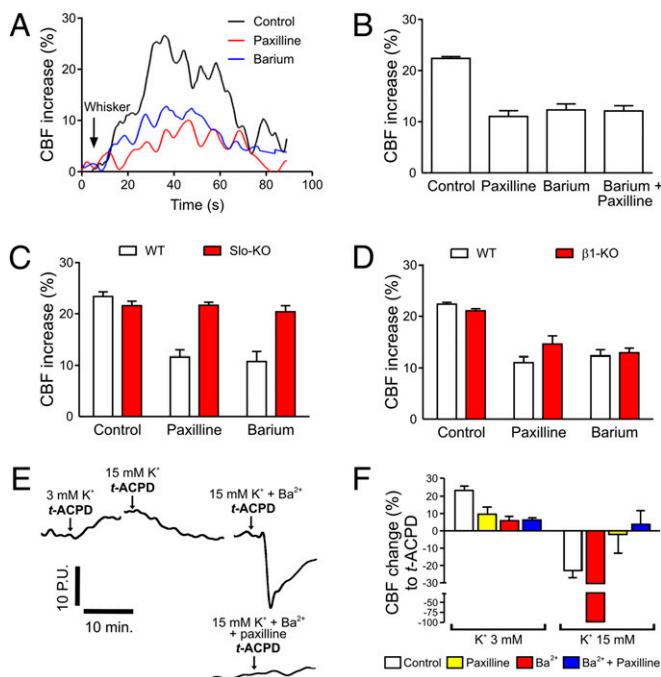 A
CBF increase (%)
30
20
10
0
Whisker
Control
Paxilline
Barium
0 20 40 60 80 100
Time (s)
B
CBF increase (%)
30
20
10
0
Control Paxilline Barium Barium +
Paxilline
C
WT Slo-KO
CBF increase (%)
30
20
10
0
Control Paxilline Barium
D
WT β1-KO
CBF increase (%)
30
20
10
0
Control Paxilline Barium
E
3 mM K⁺
t-ACPD
15 mM K⁺
t-ACPD
15 mM K⁺ + Ba²⁺
t-ACPD
10 P.U.
10 min.
15 mM K⁺ + Ba²⁺
+ paxilline
t-ACPD
F
CBF change (%)
to t-ACPD
30
20
10
0
-10
-20
-30
-50
-75
-100
K⁺ 3 mM K⁺ 15 mM
Control Paxilline Ba²⁺ Ba²⁺ + Paxilline